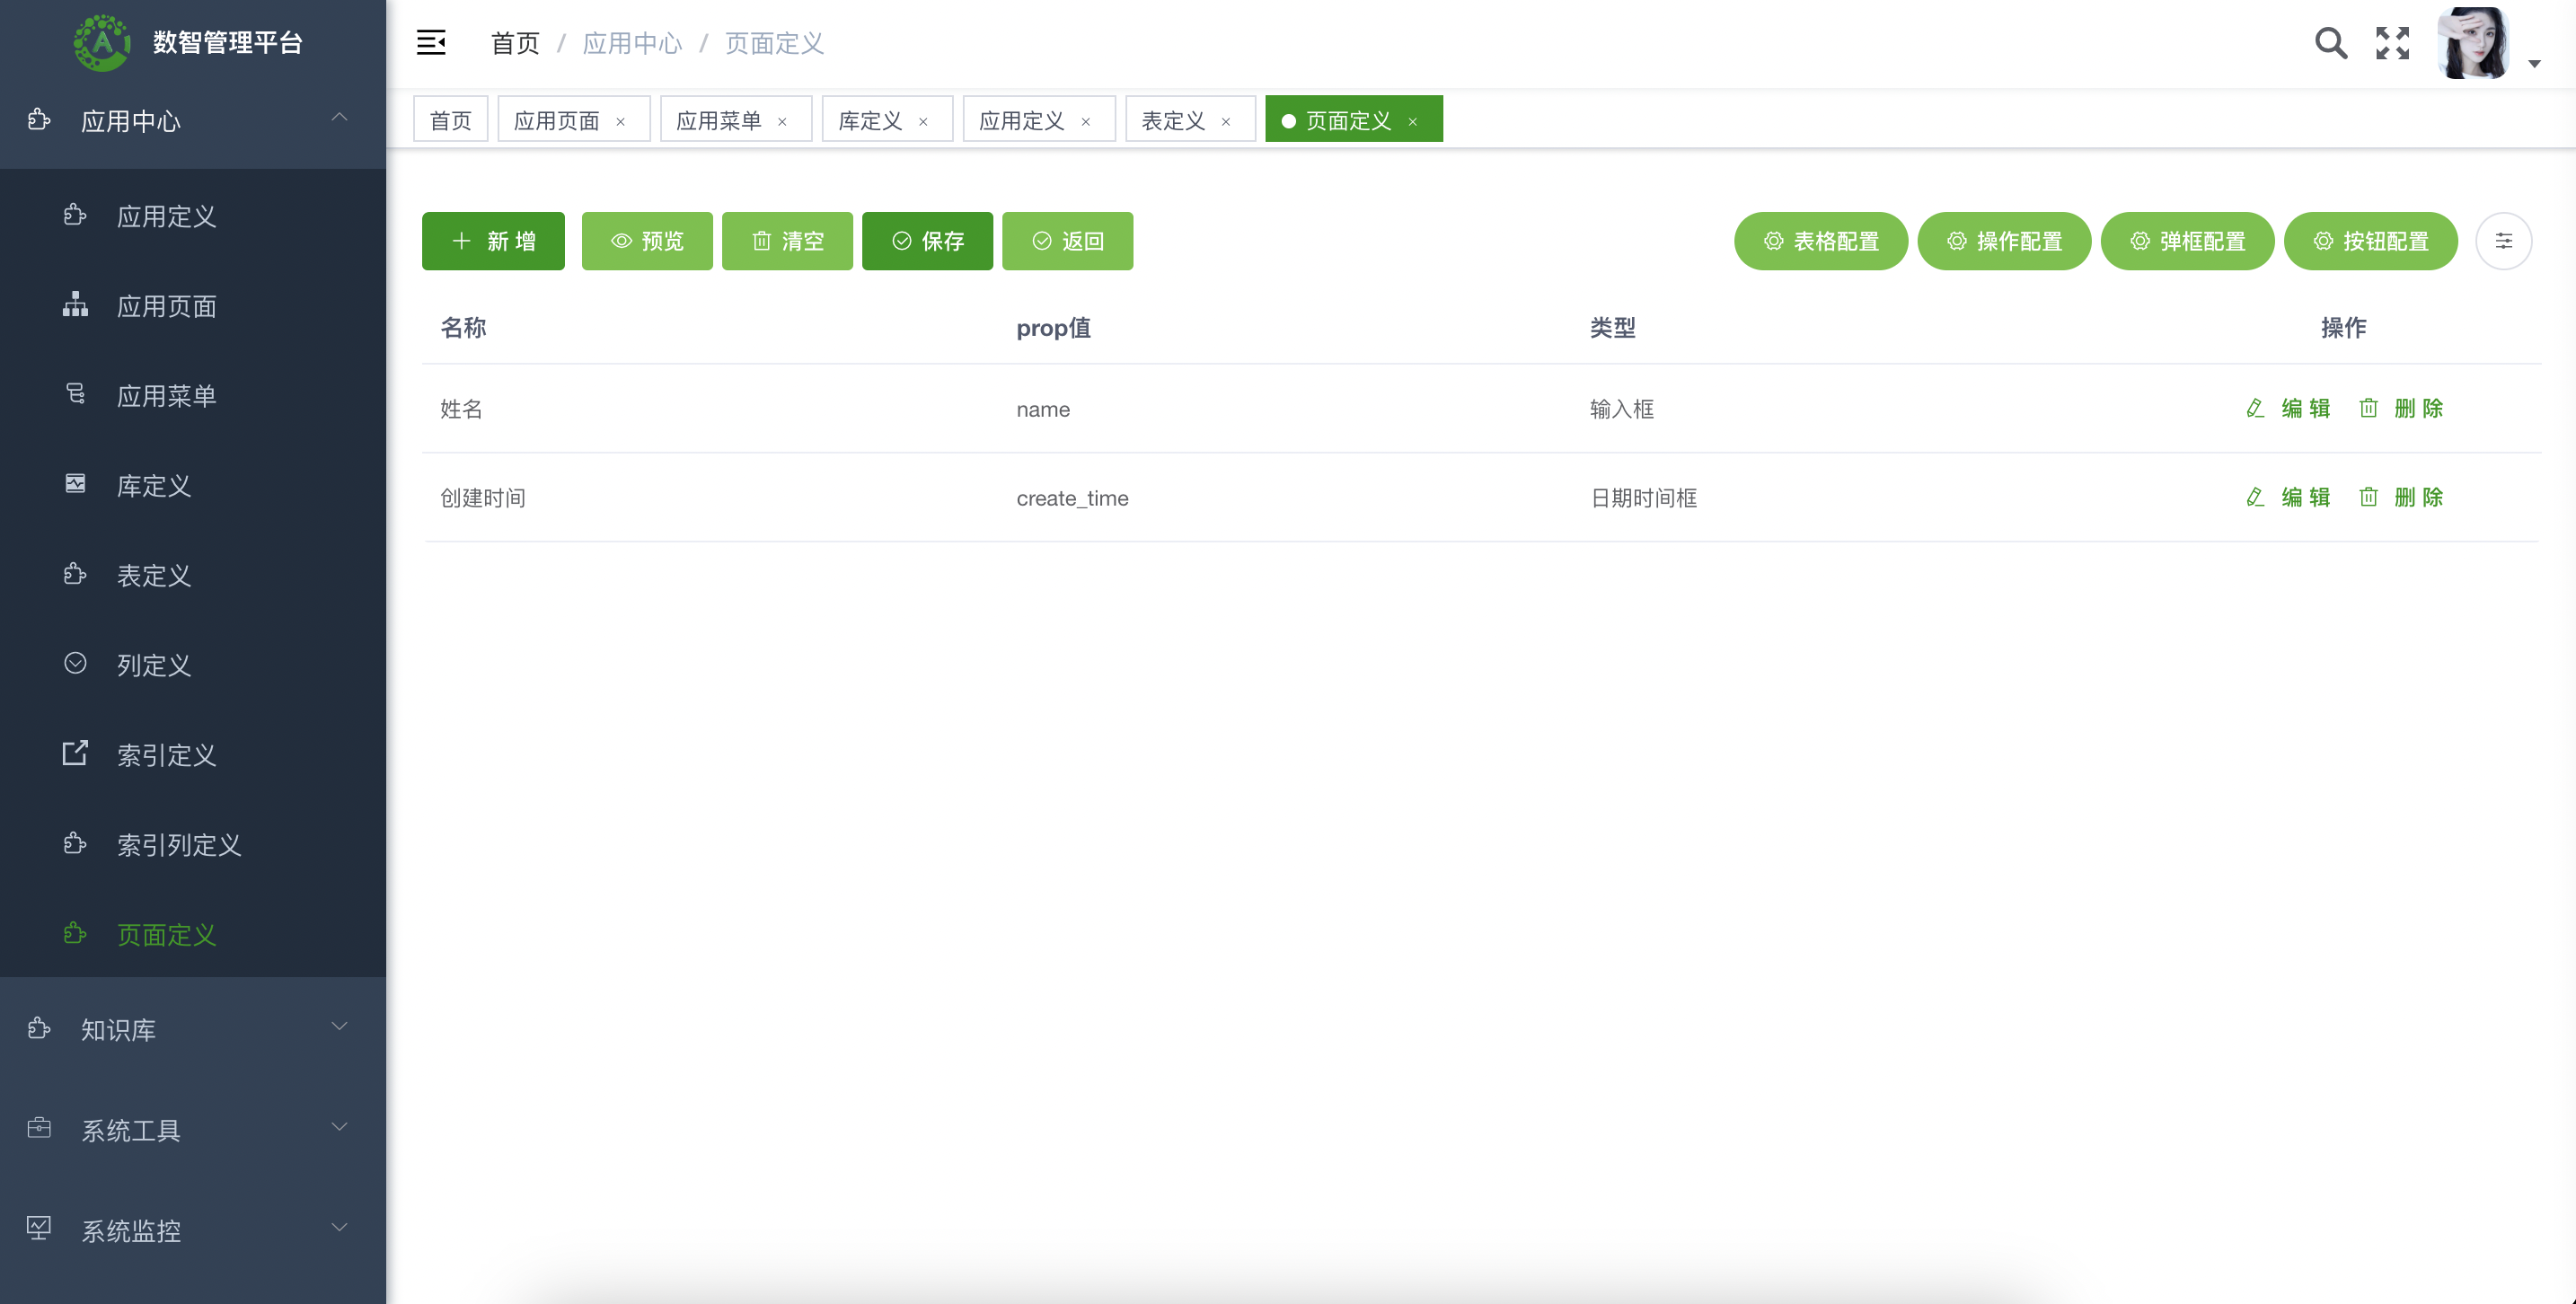 数智管理平台
应用中心
应用定义
应用页面
应用菜单
库定义
表定义
列定义
索引定义
索引列定义
页面定义
知识库
系统工具
系统监控
首页 / 应用中心 / 页面定义
首页 应用页面 × 应用菜单 × 库定义 × 应用定义 × 表定义 × 页面定义 ×
新 增 预览 清空 保存 返回 表格配置 操作配置 弹框配置 按钮配置
名称 prop值 类型 操作
姓名 name 输入框 编 辑 删 除
创建时间 create_time 日期时间框 编 辑 删 除